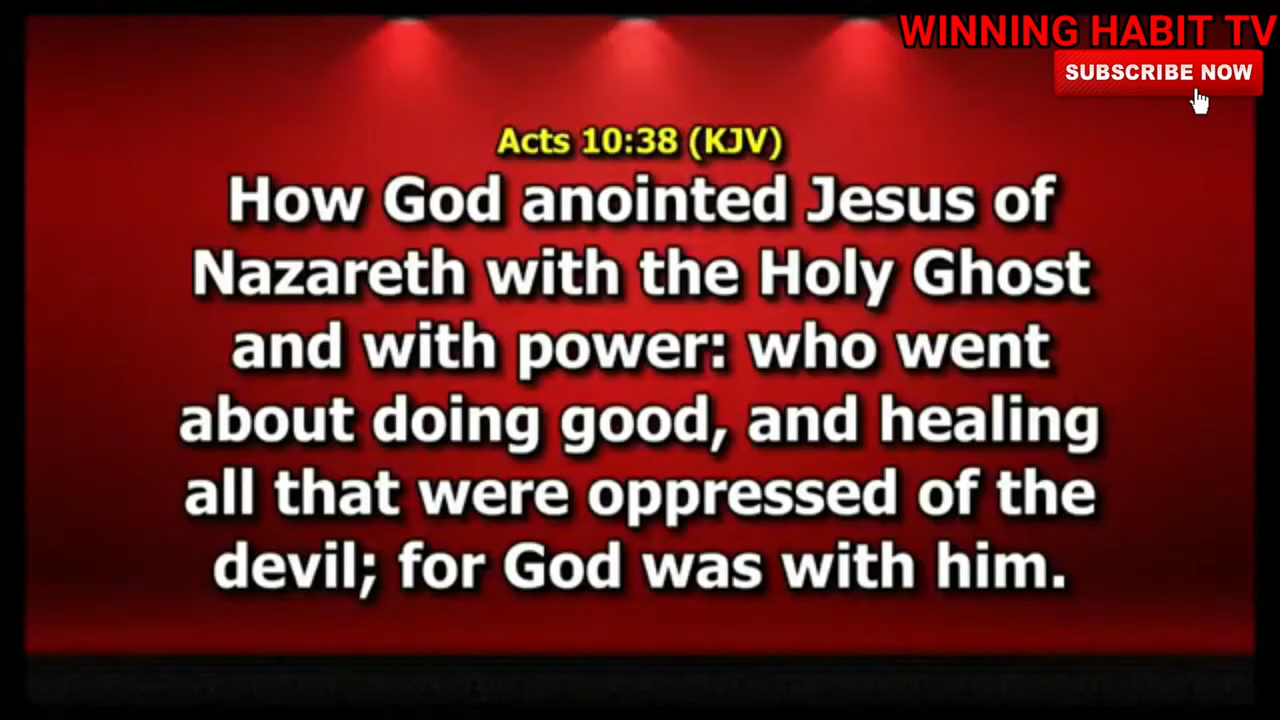 WINNING HABIT TV
SUBSCRIBE NOW
Acts 10:38 (KJV)
How God anointed Jesus of
Nazareth with the Holy Ghost
and with power: who went
about doing good, and healing
all that were oppressed of the
devil; for God was with him.